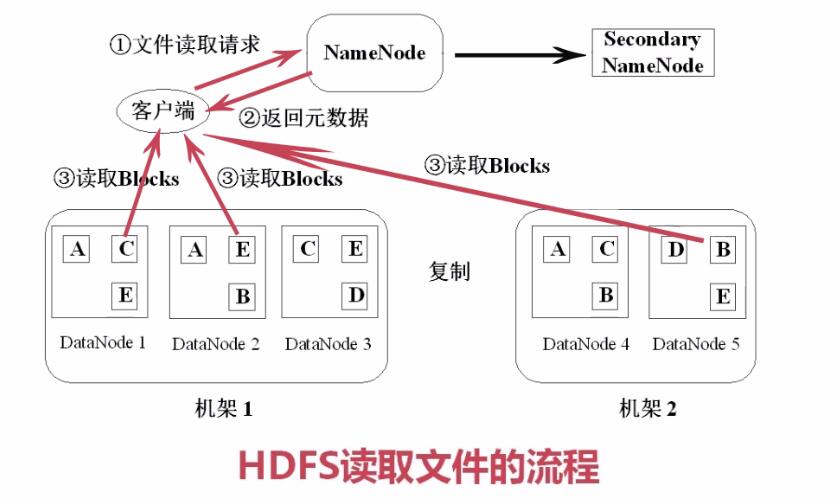 ①文件读取请求
NameNode
Secondary
NameNode
客户端
②返回元数据
③读取Blocks
③读取Blocks
③读取Blocks
A
C
E
A
E
B
C
E
D
复制
A
C
B
D
B
E
DataNode 1
DataNode 2
DataNode 3
DataNode 4
DataNode 5
机架 1
机架 2
HDFS读取文件的流程